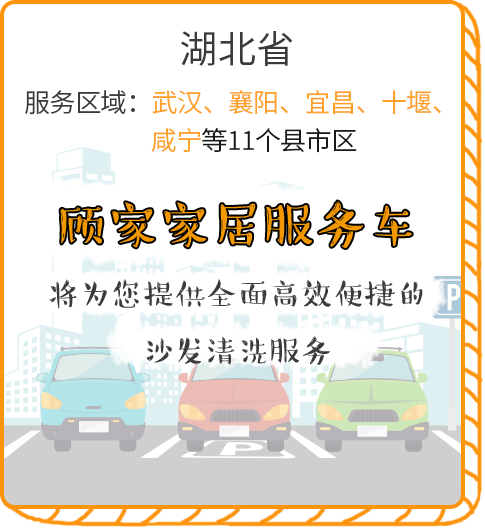 湖北省
服务区域：武汉、襄阳、宜昌、十堰、
咸宁等11个县市区
顾家家居服务车
将为您提供全面高效便捷的
沙发清洗服务
P
P